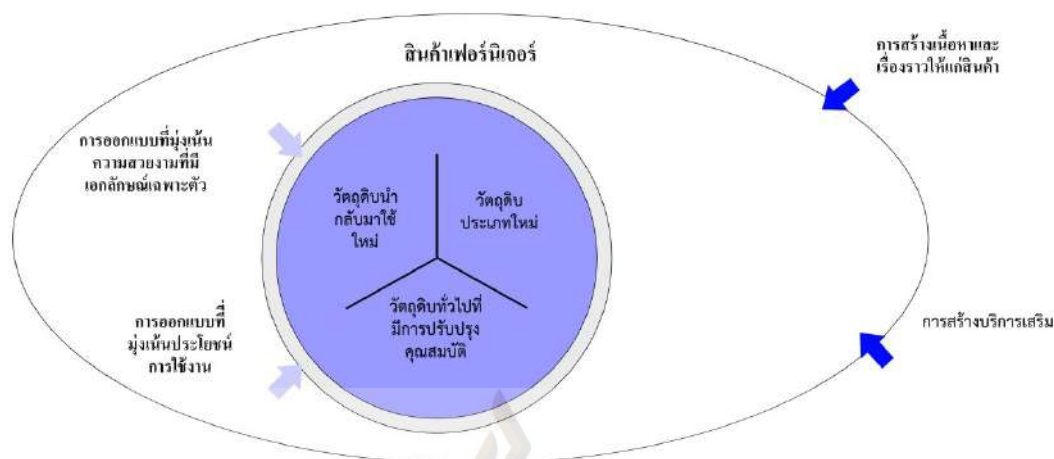 สินค้าเฟอร์นิเจอร์
การสร้างเนื้อหาและ
เรื่องราวให้แก่สินค้า
การออกแบบที่มุ่งเน้น
ความสวยงามที่มี
เอกลักษณ์เฉพาะตัว
วัตถุดิบนำ
กลับมาใช้
ใหม่
วัตถุดิบ
ประเภทใหม่
วัตถุดิบทั่วไปที่
มีการปรับปรุง
คุณสมบัติ
การออกแบบที่
มุ่งเน้นประโยชน์
การใช้งาน
การสร้างบริการเสริม